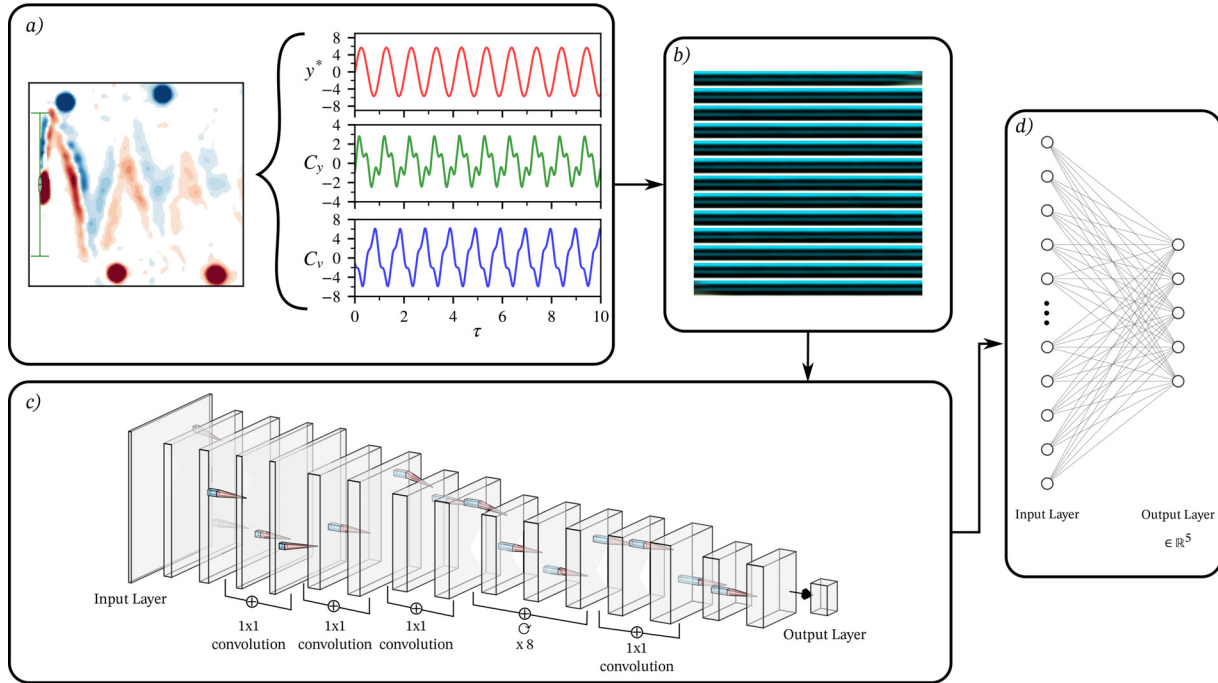 a)
8
4
0
−4
−8
y*
4
2
0
−2
−4
C_y
8
4
0
−4
−8
C_v
0
2
4
6
8
10
τ
b)
c)
Input Layer
1x1
convolution
1x1
convolution
1x1
convolution
x 8
1x1
convolution
Output Layer
d)
Input Layer
Output Layer
∈ ℝ⁵